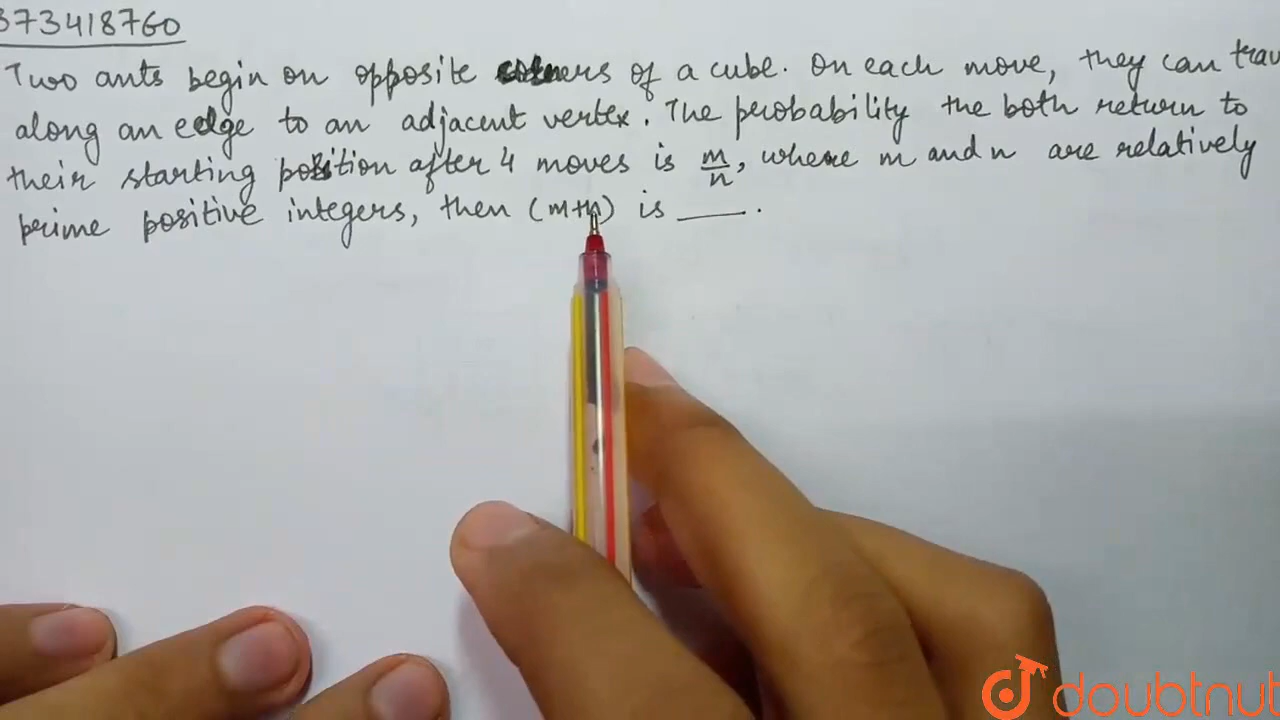 373418760
Two ants begin on opposite corners of a cube. On each move, they can trav
along an edge to an adjacent vertex. The probability the both return to
their starting position after 4 moves is m/n, where m and n are relatively
prime positive integers, then (m+n) is ___.
doubtnut